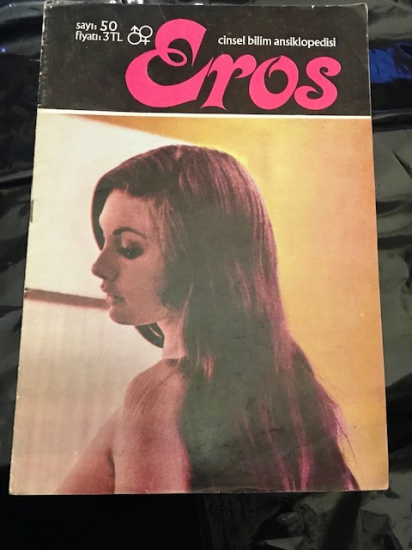 sayı: 50
fiyatı: 3 TL
cinsel bilim ansiklopedisi
Eros